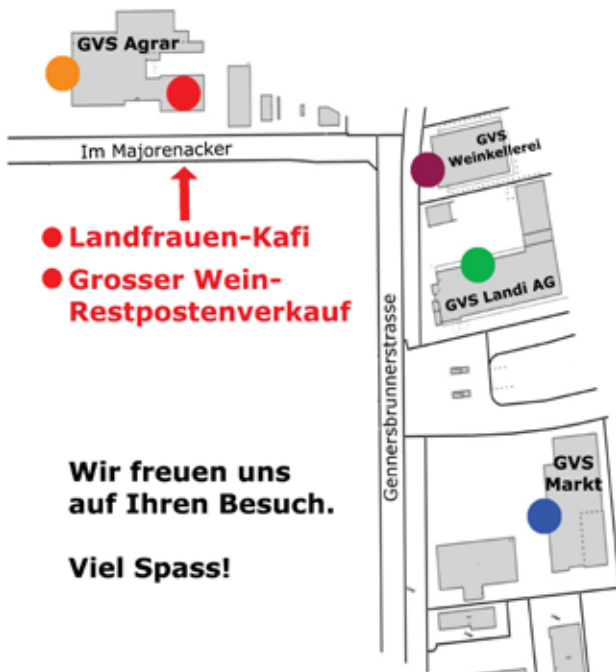 GVS Agrar
Im Majorenacker
Landfrauen-Kafi
Grosser Wein-
Restpostenverkauf
GVS
Weinkellerei
GVS Landi AG
Gennersbrunnerstrasse
GVS
Markt
Wir freuen uns
auf Ihren Besuch.
Viel Spass!